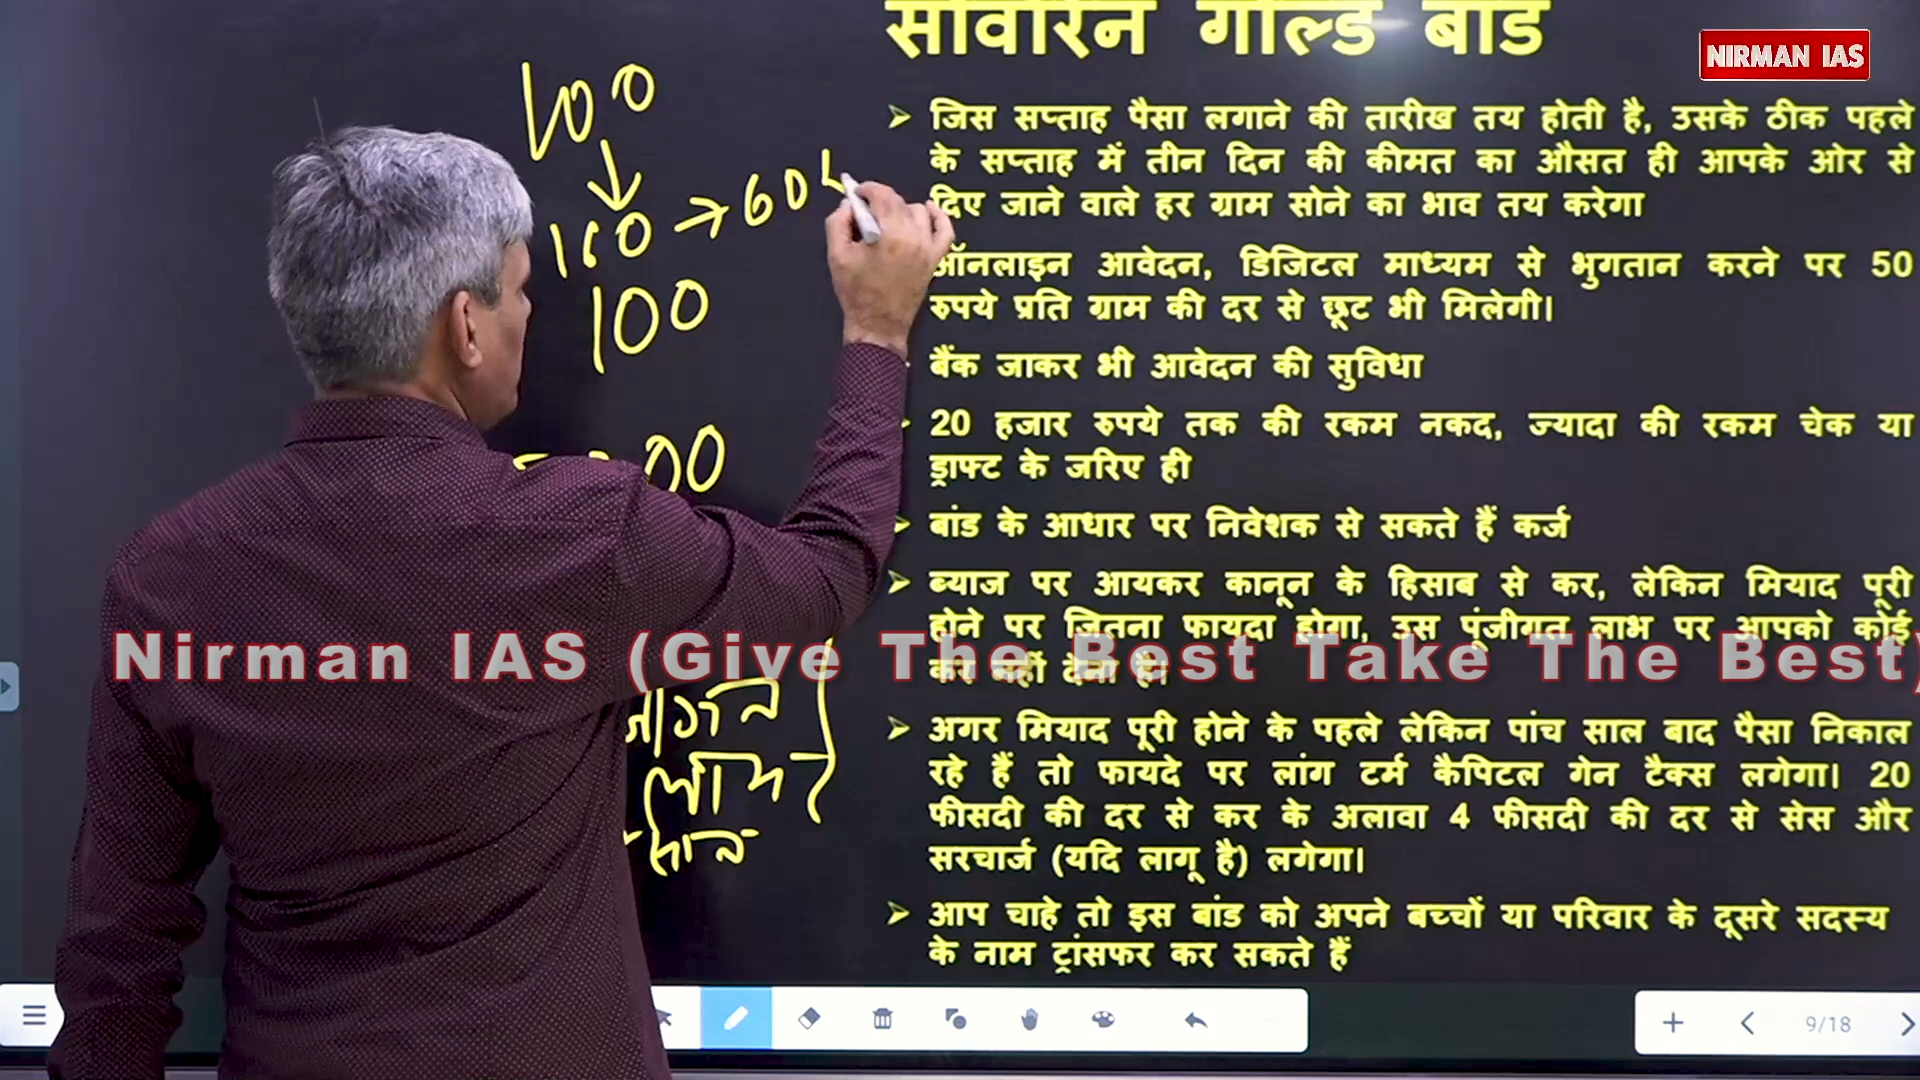 सॉवरिन गोल्ड बांड
NIRMAN IAS
100
160 → 60
100
00
➤ जिस सप्ताह पैसा लगाने की तारीख तय होती है, उसके ठीक पहले
के सप्ताह में तीन दिन की कीमत का औसत ही आपके ओर से
दिए जाने वाले हर ग्राम सोने का भाव तय करेगा
ऑनलाइन आवेदन, डिजिटल माध्यम से भुगतान करने पर 50
रुपये प्रति ग्राम की दर से छूट भी मिलेगी।
बैंक जाकर भी आवेदन की सुविधा
20 हजार रुपये तक की रकम नकद, ज्यादा की रकम चेक या
ड्राफ्ट के जरिए ही
बांड के आधार पर निवेशक से सकते हैं कर्ज
➤ ब्याज पर आयकर कानून के हिसाब से कर, लेकिन मियाद पूरी
होने पर जितना फायदा होगा, उस पूंजीगत लाभ पर आपको कोई
कर नहीं देना है।
Nirman IAS (Give The Best Take The Best)
लाभ
➤ अगर मियाद पूरी होने के पहले लेकिन पांच साल बाद पैसा निकाल
रहे हैं तो फायदे पर लांग टर्म कैपिटल गेन टैक्स लगेगा। 20
फीसदी की दर से कर के अलावा 4 फीसदी की दर से सेस और
सरचार्ज (यदि लागू है) लगेगा।
➤ आप चाहे तो इस बांड को अपने बच्चों या परिवार के दूसरे सदस्य
के नाम ट्रांसफर कर सकते हैं
9/18